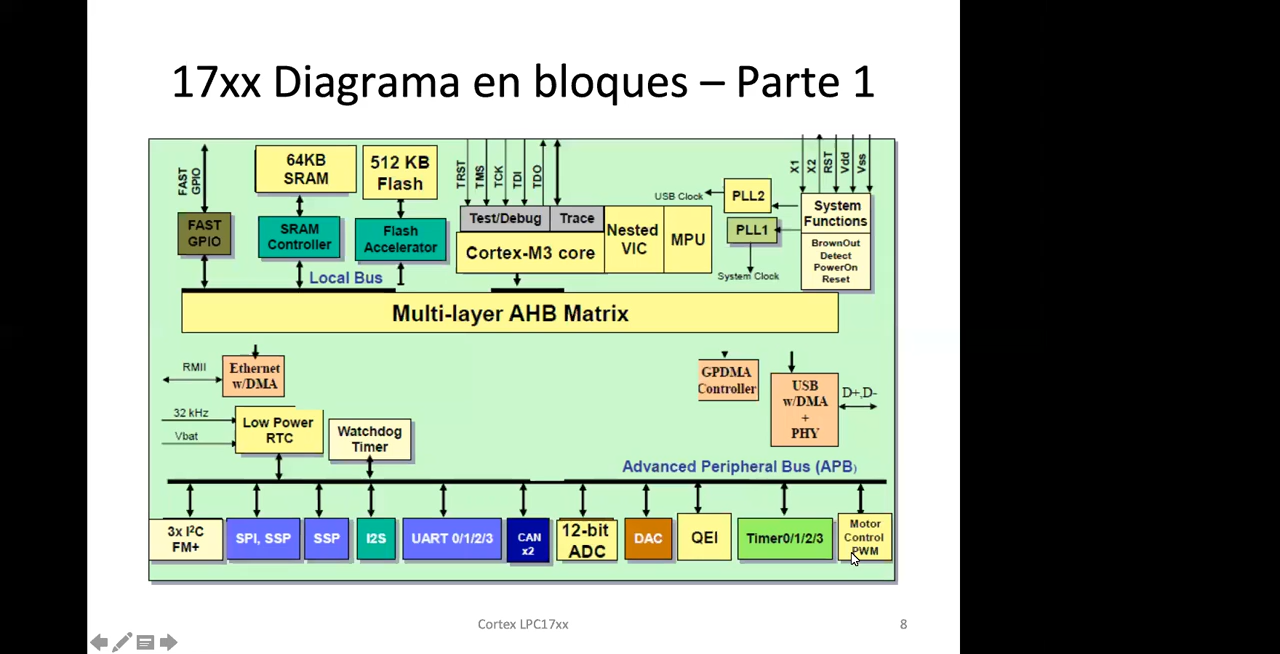 17xx Diagrama en bloques – Parte 1
FAST
GPIO
64KB
SRAM
512 KB
Flash
TRST
TMS
TCK
TDI
TDO
X1
X2
RST
Vdd
Vss
FAST
GPIO
SRAM
Controller
Flash
Accelerator
Test/Debug
Trace
Cortex-M3 core
Nested
VIC
MPU
USB Clock
PLL2
PLL1
System Clock
System
Functions
BrownOut
Detect
PowerOn
Reset
Local Bus
Multi-layer AHB Matrix
RMII
Ethernet
w/DMA
GPDMA
Controller
USB
w/DMA
+
PHY
D+,D-
32 kHz
Vbat
Low Power
RTC
Watchdog
Timer
Advanced Peripheral Bus (APB)
3x I²C
FM+
SPI, SSP
SSP
I2S
UART 0/1/2/3
CAN
x2
12-bit
ADC
DAC
QEI
Timer0/1/2/3
Motor
Control
PWM
Cortex LPC17xx
8